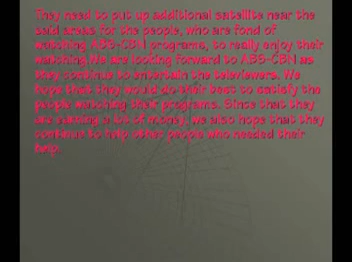 They need to put up additional satellite near the
said areas for the people, who are fond of
watching ABS-CBN programs, to really enjoy their
watching.We are looking forward to ABS-CBN as
they continue to entertain the televiewers. We
hope that they would do their best to satisfy the
people watching their programs. Since that they
are earning a lot of money, we also hope that they
continue to help other people who needed their
help.